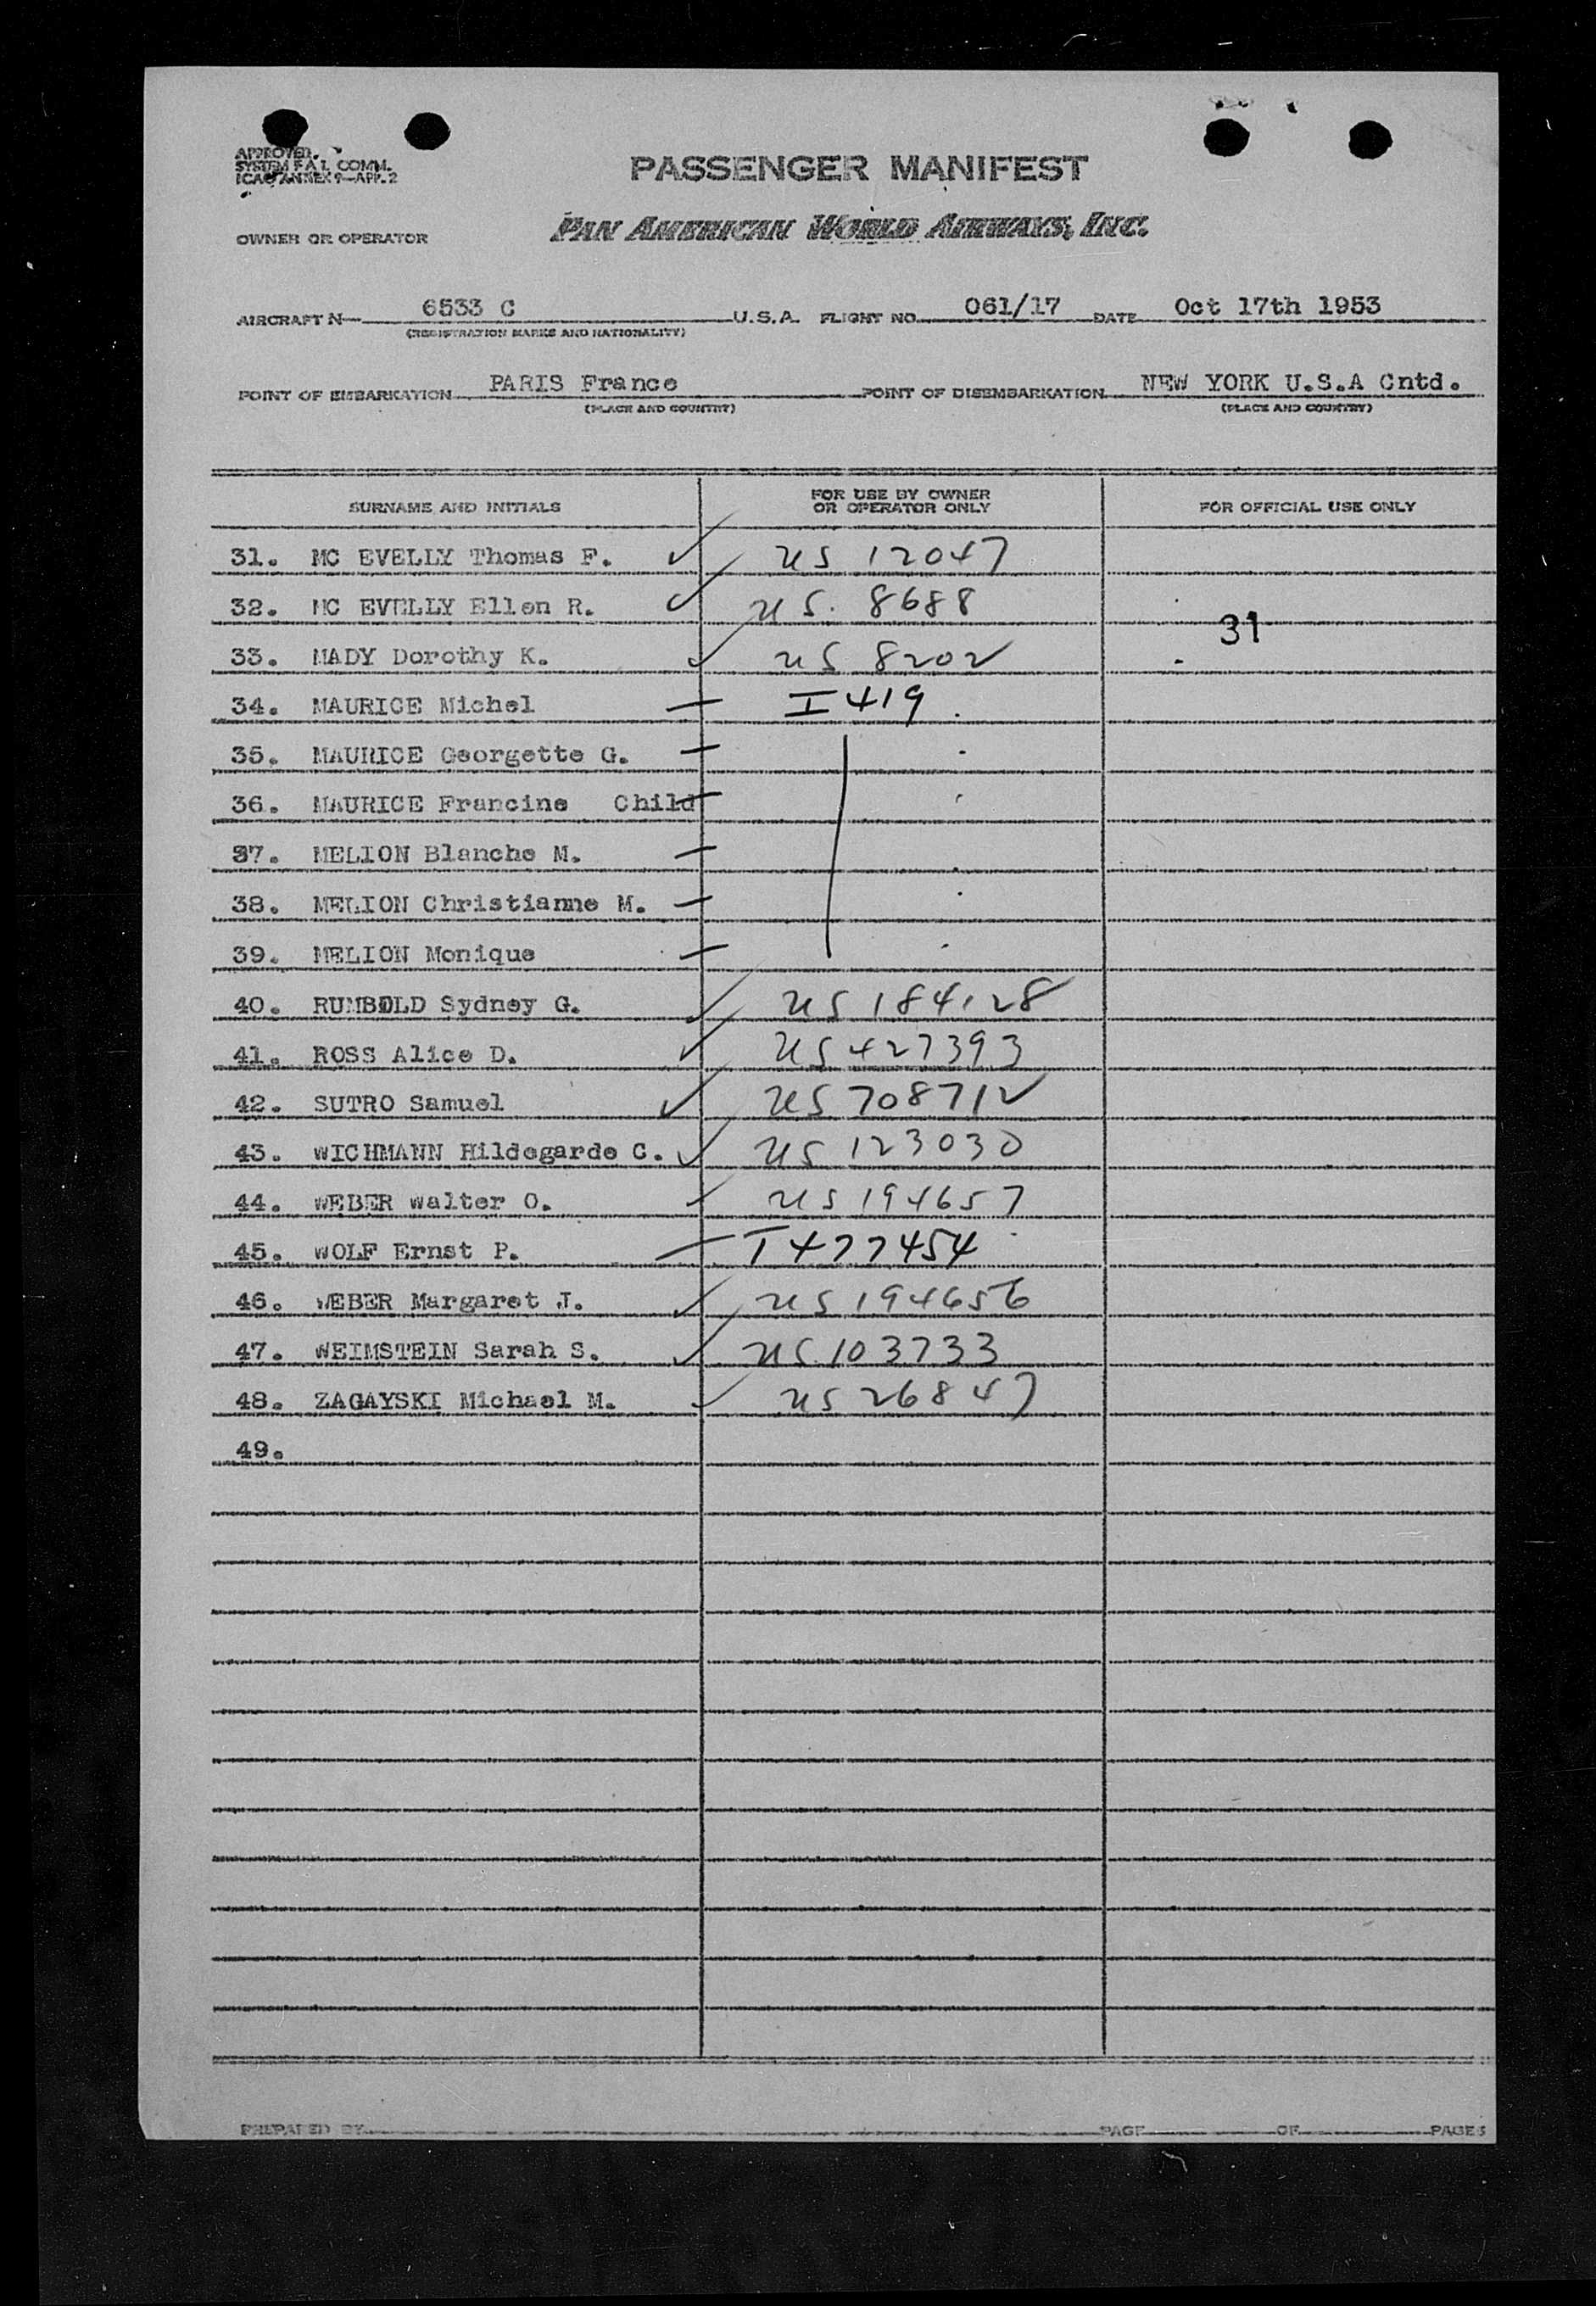 APPROVED.
SYSTEM F.A.L. COMM.
ICAO ANNEX 9—APP. 2
PASSENGER MANIFEST
OWNER OR OPERATOR PAN AMERICAN WORLD AIRWAYS, INC.
AIRCRAFT N— 6533 C U.S.A. FLIGHT NO. 061/17 DATE Oct 17th 1953
(REGISTRATION MARKS AND NATIONALITY)
POINT OF EMBARKATION PARIS France POINT OF DISEMBARKATION NEW YORK U.S.A Cntd.
(PLACE AND COUNTRY) (PLACE AND COUNTRY)
SURNAME AND INITIALS FOR USE BY OWNER OR OPERATOR ONLY FOR OFFICIAL USE ONLY
31. MC EVELLY Thomas F. ✓ US 12047
32. MC EVELLY Ellen R. ✓ US. 8688
31
33. MADY Dorothy K. ✓ US 8202
34. MAURICE Michel — I 419
35. MAURICE Georgette G. —
36. MAURICE Francine Child —
37. MELION Blanche M. —
38. MELION Christianne M. —
39. MELION Monique —
40. RUMBOLD Sydney G. ✓ US 184128
41. ROSS Alice D. ✓ US 427393
42. SUTRO Samuel ✓ US 708712
43. WICHMANN Hildegarde C. ✓ US 123030
44. WEBER Walter O. ✓ US 194657
45. WOLF Ernst P. — I 477454
46. WEBER Margaret J. ✓ US 194656
47. WEIMSTEIN Sarah S. ✓ US 103733
48. ZAGAYSKI Michael M. ✓ US 26847
49.
PREPARED BY PAGE OF PAGES